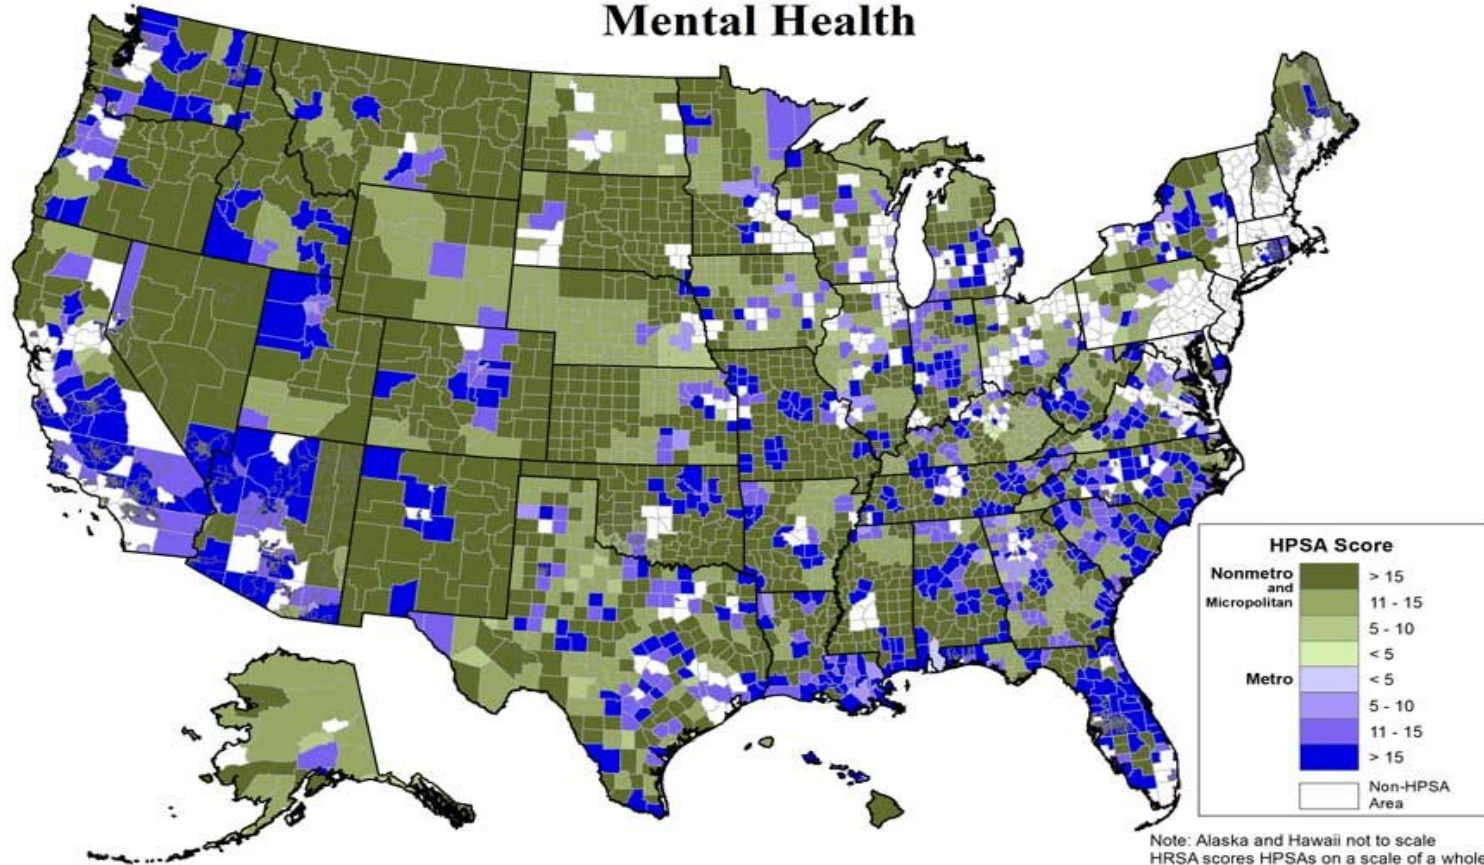 Mental Health
HPSA Score
Nonmetro
and
Micropolitan
> 15
11 - 15
5 - 10
< 5
Metro
< 5
5 - 10
11 - 15
> 15
Non-HPSA
Area
Note: Alaska and Hawaii not to scale
HRSA scores HPSAs on a scale of a whole